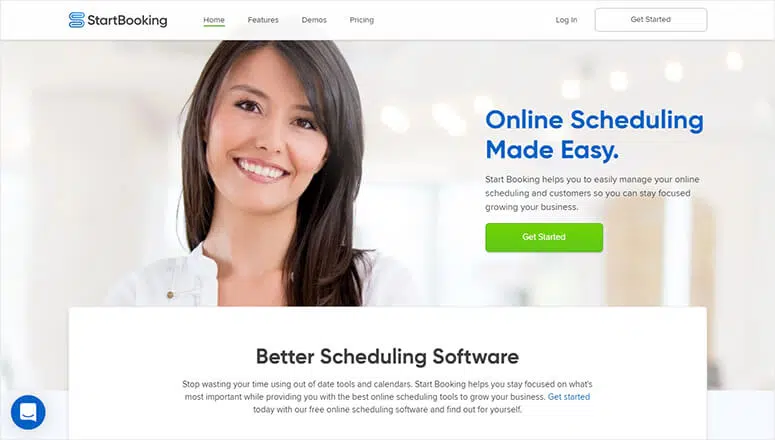 StartBooking Home Features Demos Pricing Log In Get Started
Online Scheduling
Made Easy.
Start Booking helps you to easily manage your online
scheduling and customers so you can stay focused
growing your business.
Get Started
Better Scheduling Software
Stop wasting your time using out of date tools and calendars. Start Booking helps you stay focused on what's
most important while providing you with the best online scheduling tools to grow your business. Get started
today with our free online scheduling software and find out for yourself.